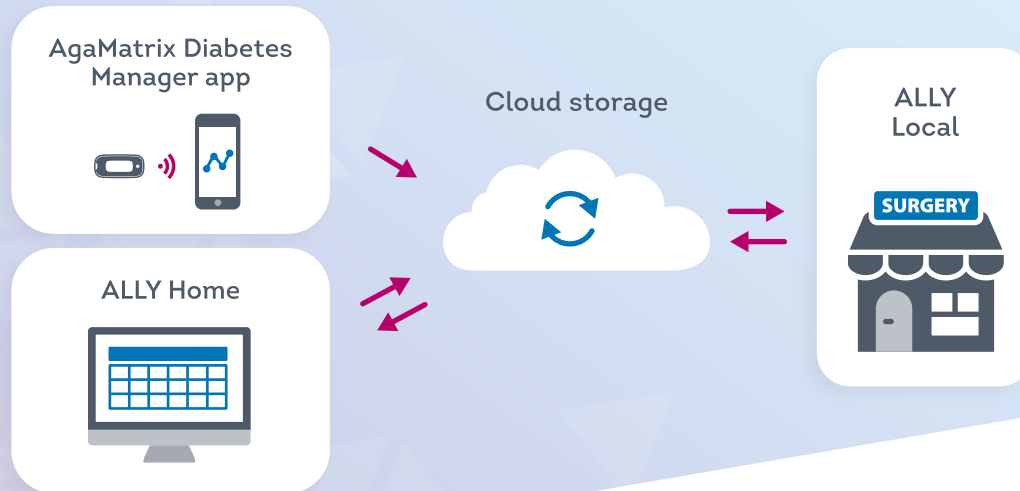 AgaMatrix Diabetes
Manager app
Cloud storage
ALLY
Local
SURGERY
ALLY Home